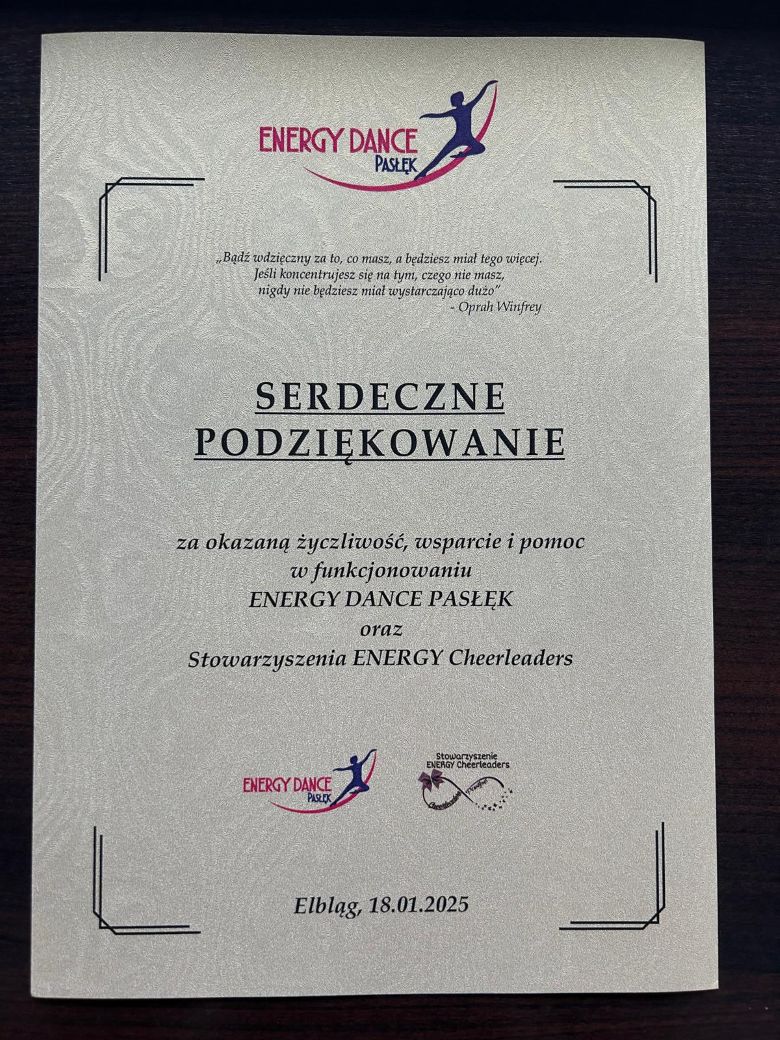 ENERGY DANCE
PASŁĘK
„Bądź wdzięczny za to, co masz, a będziesz miał tego więcej.
Jeśli koncentrujesz się na tym, czego nie masz,
nigdy nie będziesz miał wystarczająco dużo”
- Oprah Winfrey
SERDECZNE
PODZIĘKOWANIE
za okazaną życzliwość, wsparcie i pomoc
w funkcjonowaniu
ENERGY DANCE PASŁĘK
oraz
Stowarzyszenia ENERGY Cheerleaders
ENERGY DANCE
PASŁĘK
Stowarzyszenie
ENERGY Cheerleaders
Elbląg, 18.01.2025